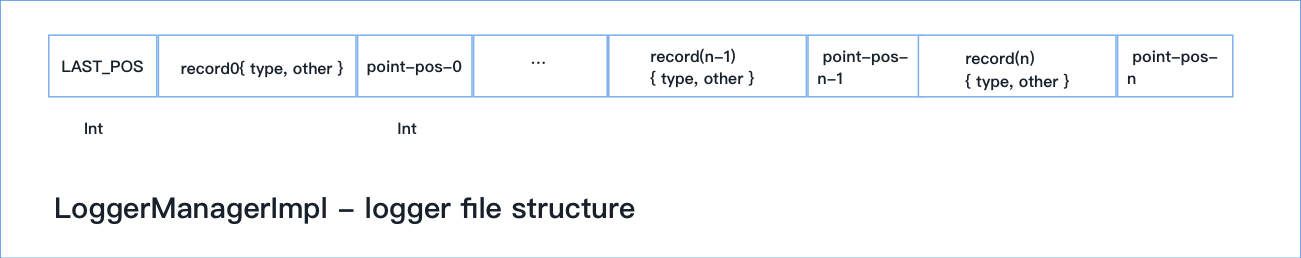 LAST_POS
record0{ type, other }
point-pos-0
...
record(n-1)
{ type, other }
point-pos-
n-1
record(n)
{ type, other }
point-pos-
n
Int
Int
LoggerManagerImpl - logger file structure